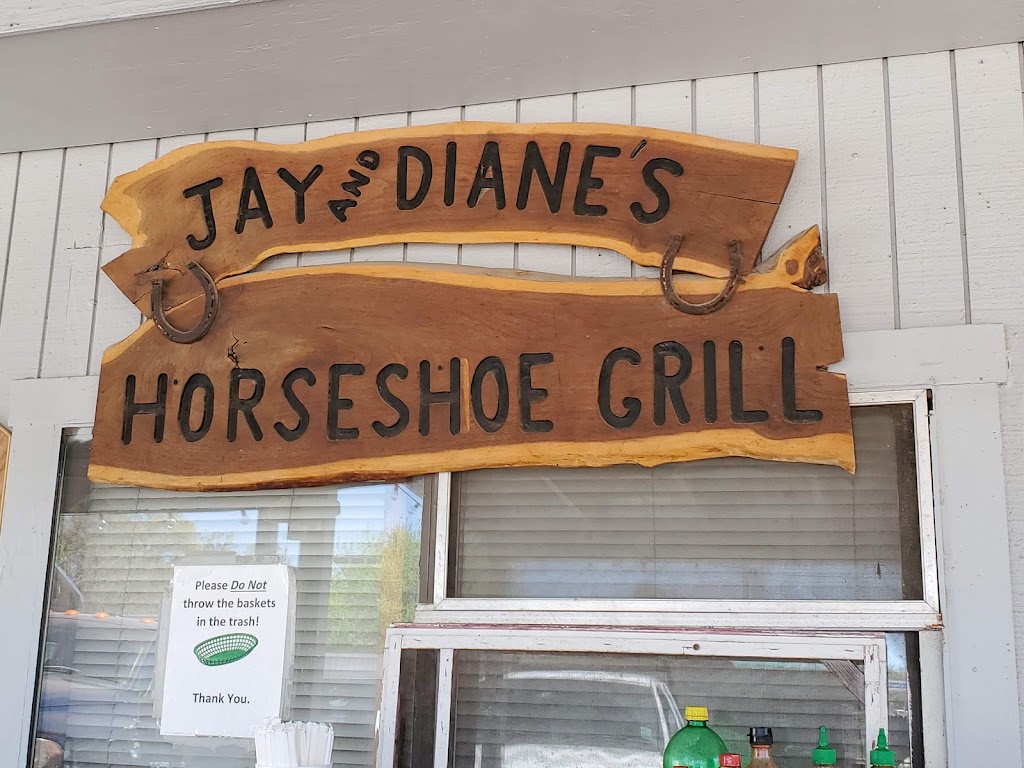 JAY AND DIANE'S
HORSESHOE GRILL
Please Do Not
throw the baskets
in the trash!
Thank You.